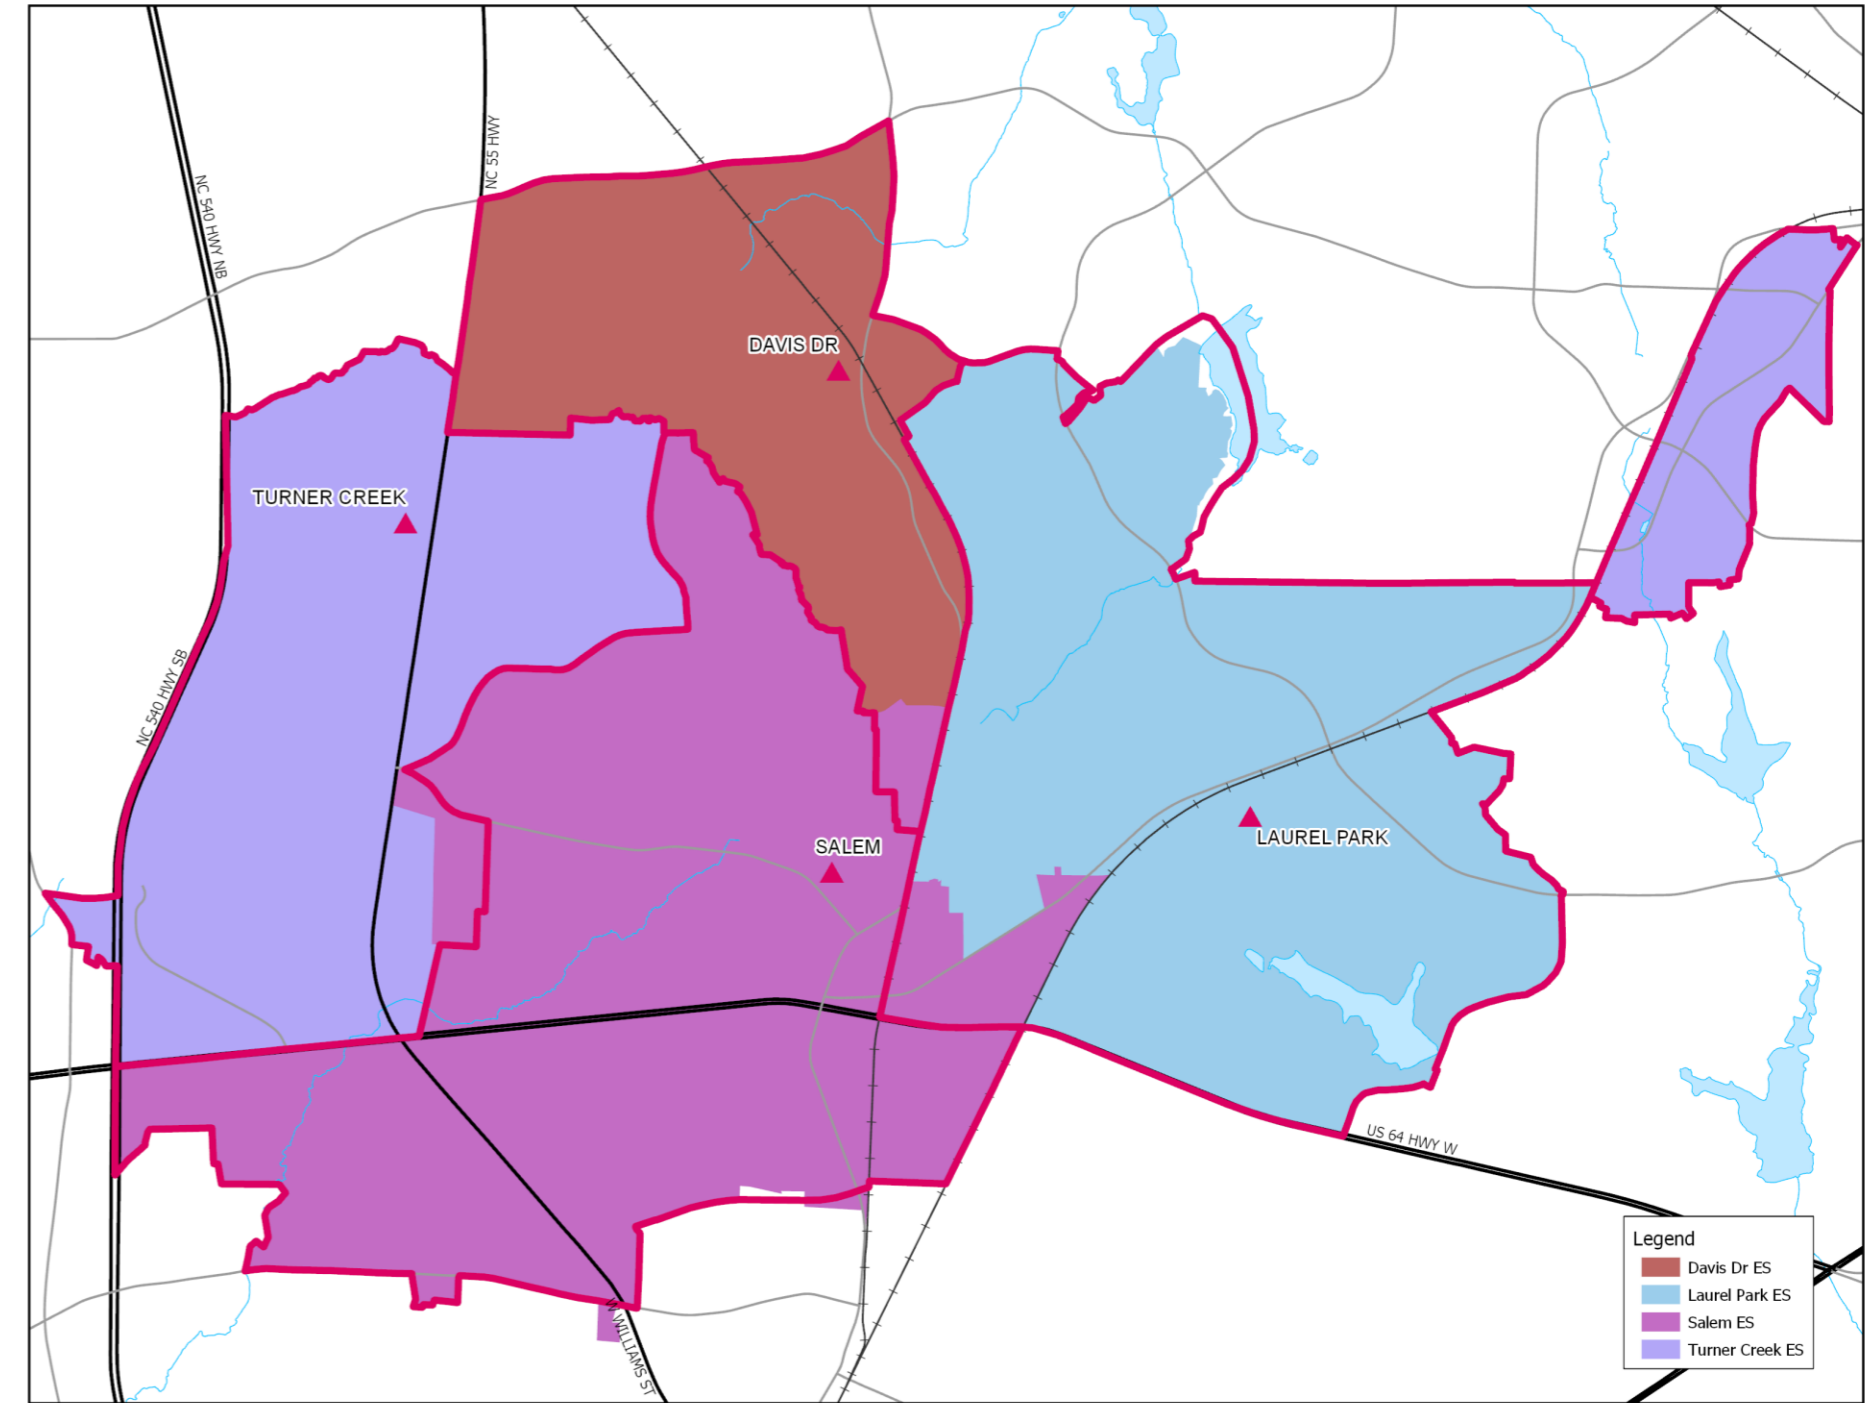 NC 55 HWY
NC 540 HWY NB
DAVIS DR
TURNER CREEK
NC 540 HWY SB
SALEM
LAUREL PARK
US 64 HWY W
W WILLIAMS ST
Legend
Davis Dr ES
Laurel Park ES
Salem ES
Turner Creek ES